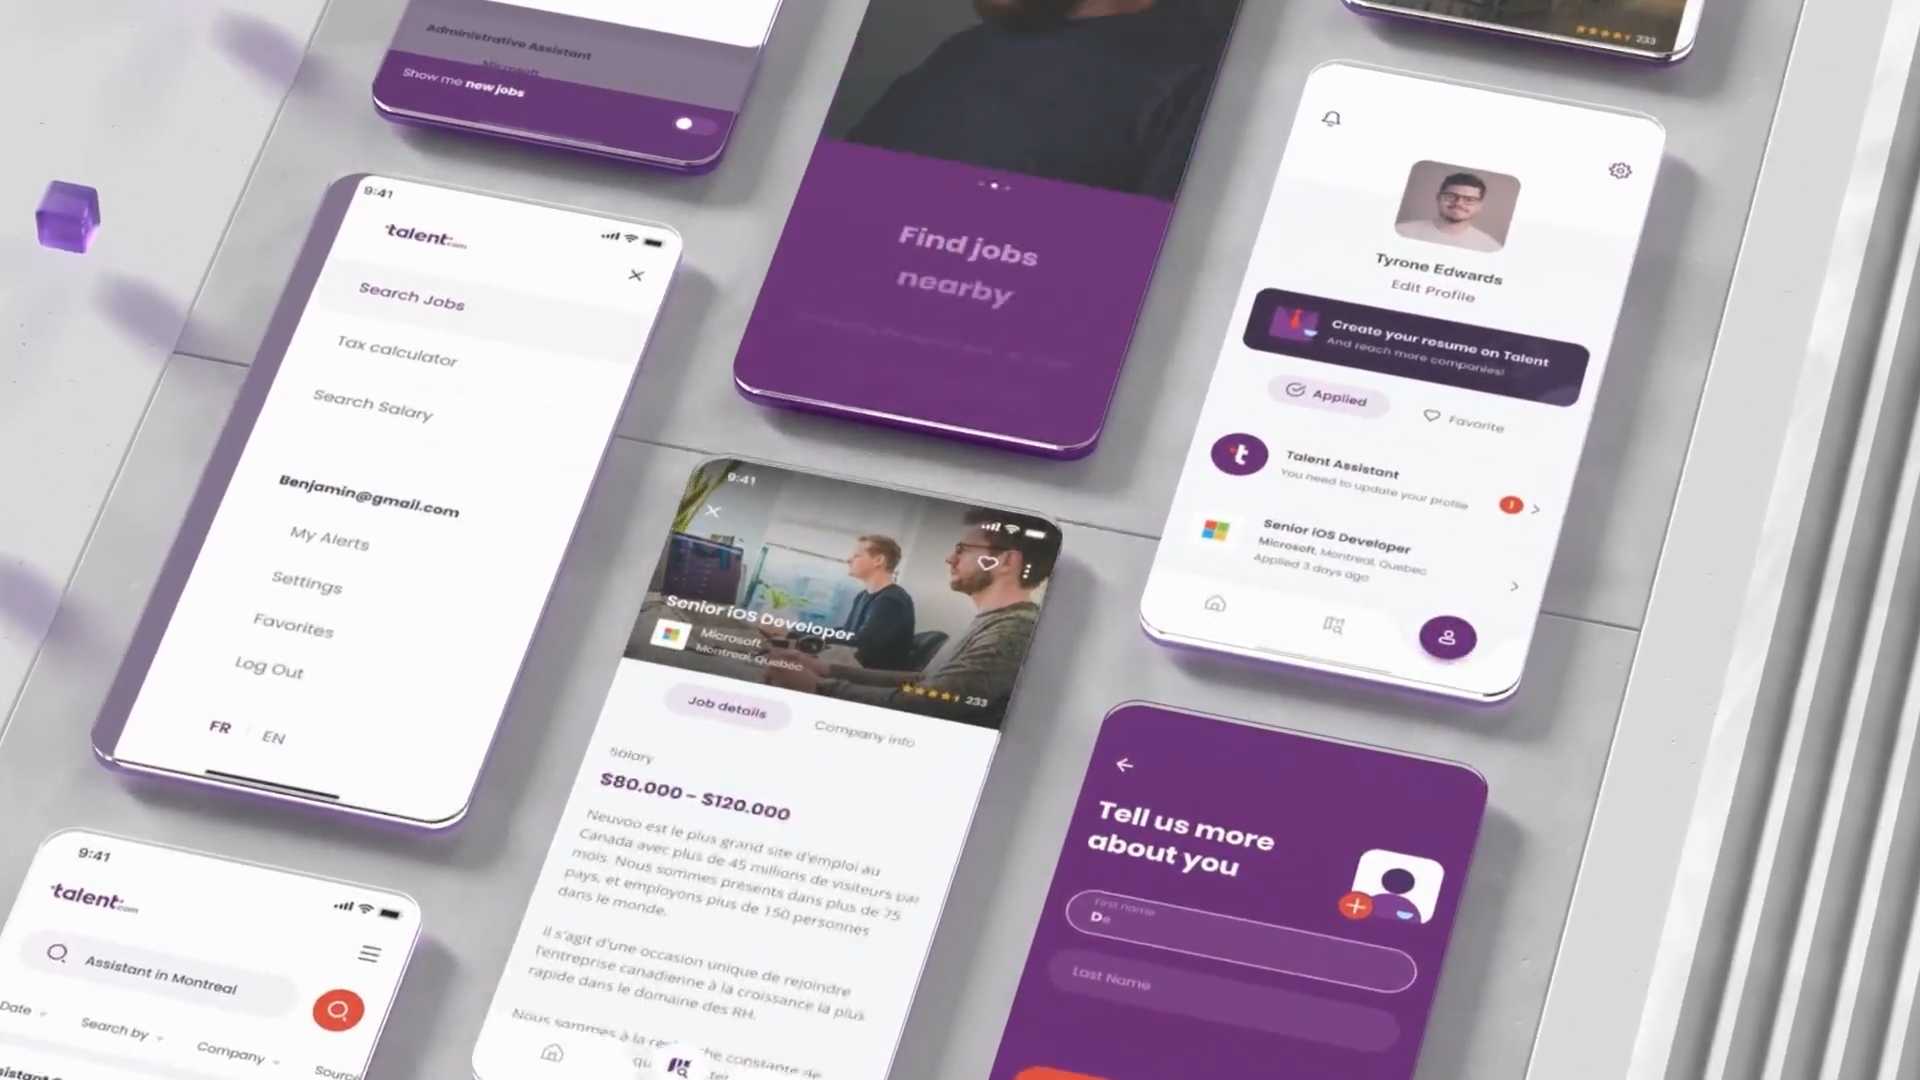 Administrative Assistant
Microsoft
Show me new jobs
233
9:41
talent.com
Search Jobs
Tax calculator
Search Salary
Benjamin@gmail.com
My Alerts
Settings
Favorites
Log Out
FR
EN
Find jobs
nearby
Tyrone Edwards
Edit Profile
Create your resume on Talent
And reach more companies!
Applied
Favorite
t
Talent Assistant
You need to update your profile
1
Senior iOS Developer
Microsoft, Montreal, Quebec
Applied 3 days ago
9:41
Senior iOS Developer
Microsoft
Montreal, Quebec
233
Job details
Company info
Salary
$80.000 - $120.000
Neuvoo est le plus grand site d'emploi au
Canada avec plus de 45 millions de visiteurs par
mois. Nous sommes présents dans plus de 75
pays, et employons plus de 150 personnes
dans le monde.
Il s'agit d'une occasion unique de rejoindre
l'entreprise canadienne à la croissance la plus
rapide dans le domaine des RH.
Nous sommes à la constante de
Tell us more
about you
First name
De
Last Name
9:41
talent.com
Assistant in Montreal
Date
Search by
Company
Source